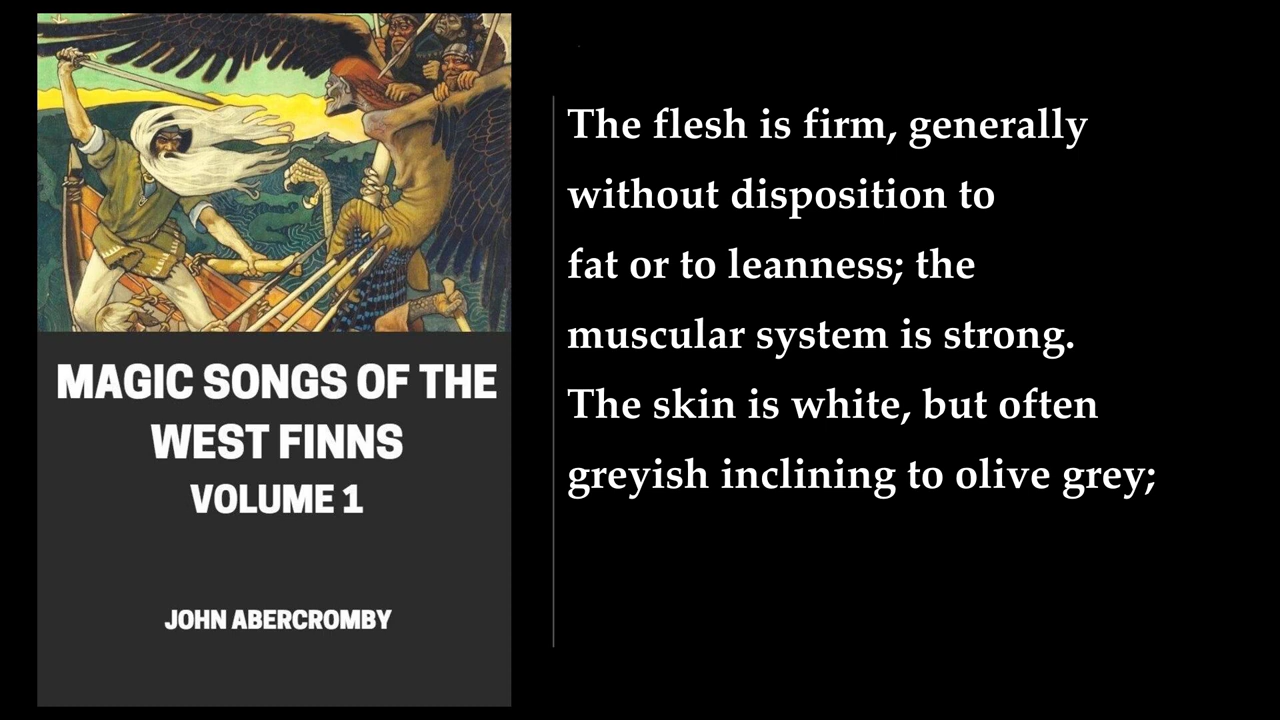 MAGIC SONGS OF THE
WEST FINNS
VOLUME 1
JOHN ABERCROMBY
The flesh is firm, generally
without disposition to
fat or to leanness; the
muscular system is strong.
The skin is white, but often
greyish inclining to olive grey;